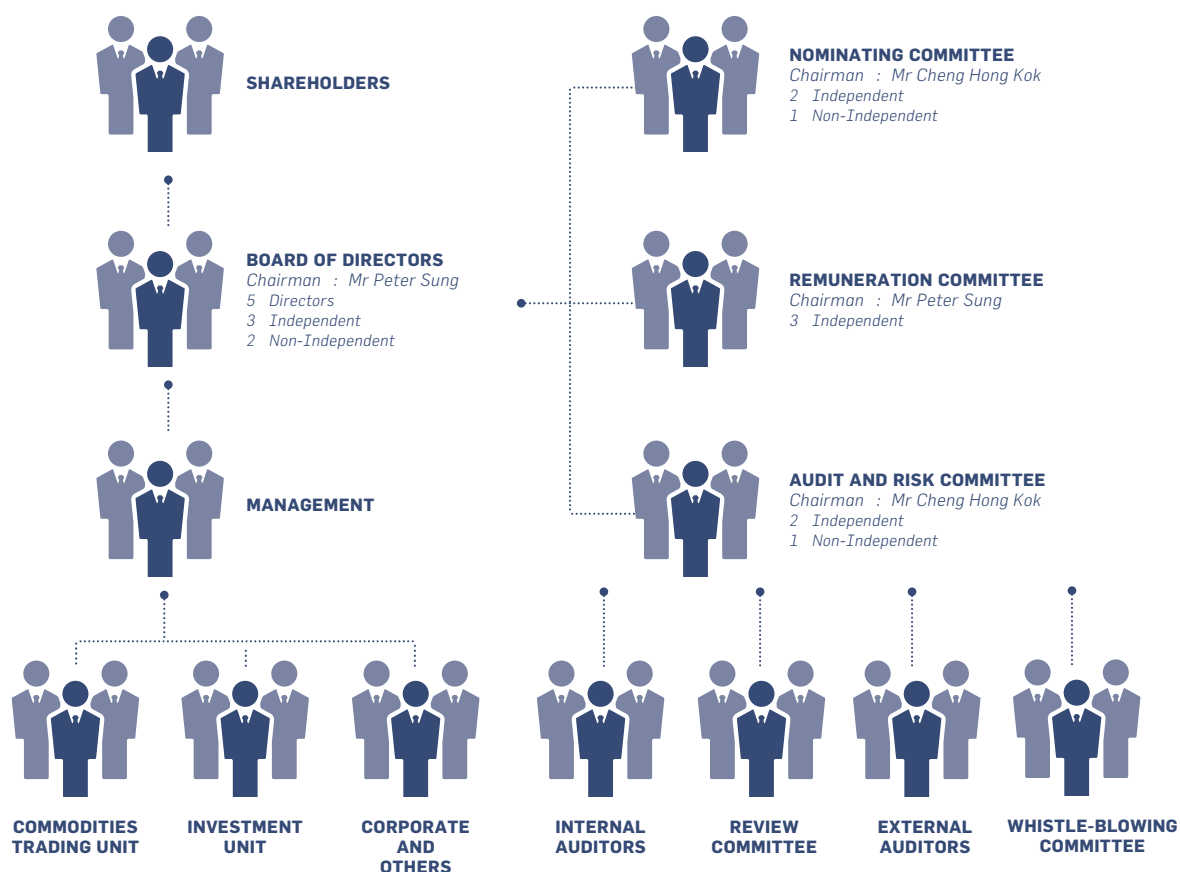 SHAREHOLDERS
NOMINATING COMMITTEE
Chairman : Mr Cheng Hong Kok
2 Independent
1 Non-Independent
BOARD OF DIRECTORS
Chairman : Mr Peter Sung
5 Directors
3 Independent
2 Non-Independent
REMUNERATION COMMITTEE
Chairman : Mr Peter Sung
3 Independent
MANAGEMENT
AUDIT AND RISK COMMITTEE
Chairman : Mr Cheng Hong Kok
2 Independent
1 Non-Independent
COMMODITIES
TRADING UNIT
INVESTMENT
UNIT
CORPORATE
AND
OTHERS
INTERNAL
AUDITORS
REVIEW
COMMITTEE
EXTERNAL
AUDITORS
WHISTLE-BLOWING
COMMITTEE